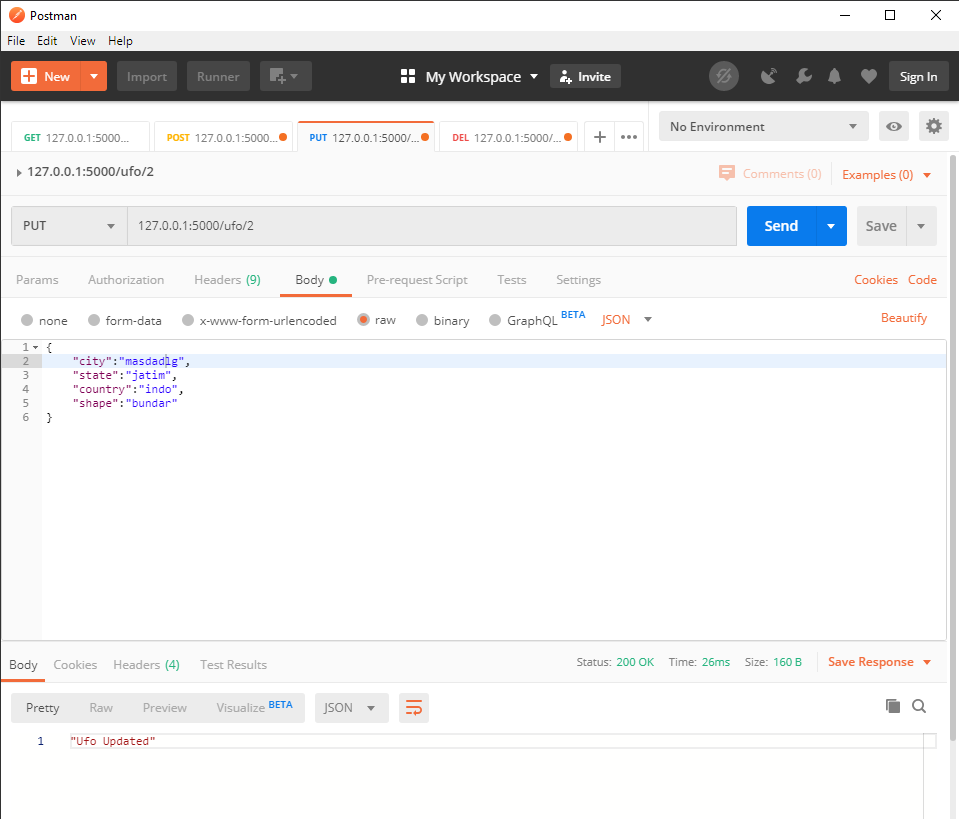 Postman
File Edit View Help
New Import Runner My Workspace Invite Sign In
GET 127.0.0.1:5000... POST 127.0.0.1:5000... PUT 127.0.0.1:5000/... DEL 127.0.0.1:5000/... + ••• No Environment
127.0.0.1:5000/ufo/2 Comments (0) Examples (0)
PUT 127.0.0.1:5000/ufo/2 Send Save
Params Authorization Headers (9) Body Pre-request Script Tests Settings Cookies Code
none form-data x-www-form-urlencoded raw binary GraphQL BETA JSON Beautify
1 {
2 "city":"masdadig",
3 "state":"jatim",
4 "country":"indo",
5 "shape":"bundar"
6 }
Body Cookies Headers (4) Test Results Status: 200 OK Time: 26ms Size: 160 B Save Response
Pretty Raw Preview Visualize BETA JSON
1 "Ufo Updated"